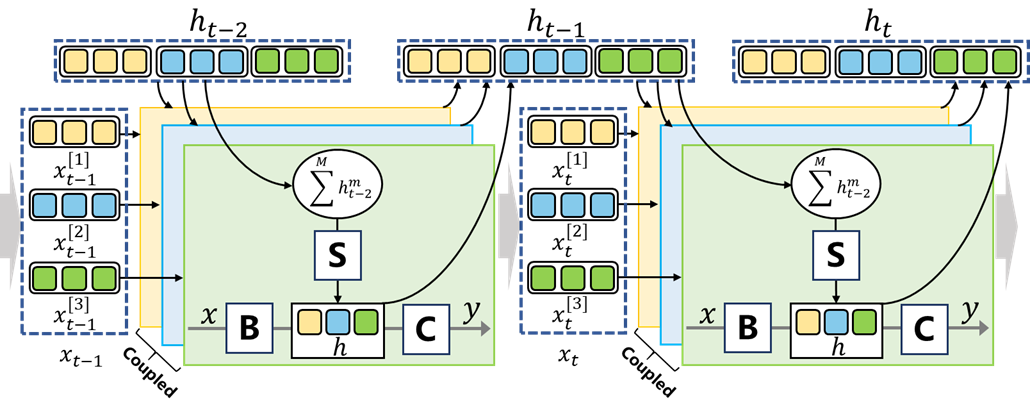 h_{t−2}
h_{t−1}
h_t
x_{t−1}^{[1]}
x_{t−1}^{[2]}
x_{t−1}^{[3]}
x_{t−1}
\sum^{M} h_{t−2}^{m}
S
x
B
h
C
y
Coupled
x_t^{[1]}
x_t^{[2]}
x_t^{[3]}
x_t
\sum^{M} h_{t−2}^{m}
S
x
B
h
C
y
Coupled